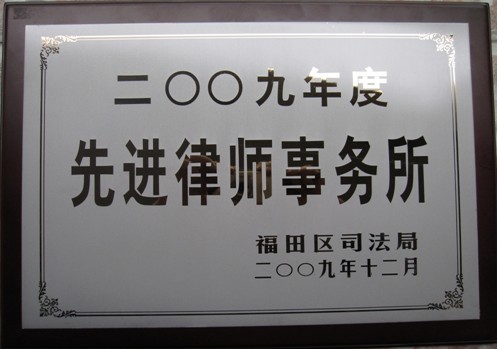 二〇〇九年度
先进律师事务所
福田区司法局
二〇〇九年十二月